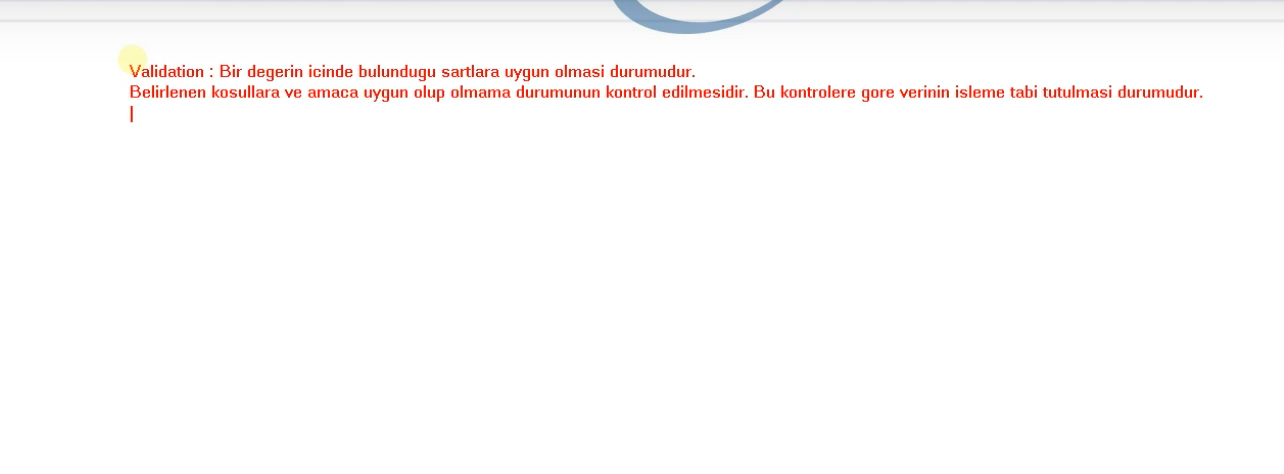 Validation : Bir degerin icinde bulundugu sartlara uygun olmasi durumudur.
Belirlenen kosullara ve amaca uygun olup olmama durumunun kontrol edilmesidir. Bu kontrolere gore verinin isleme tabi tutulmasi durumudur.